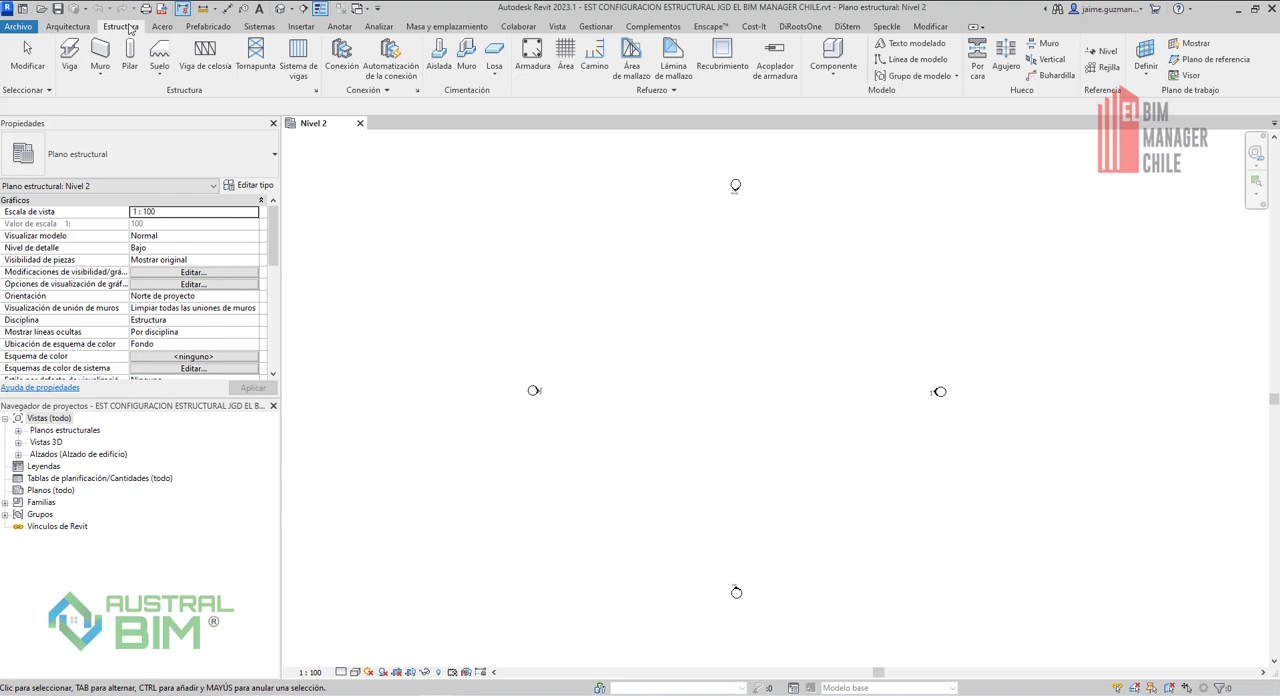 Autodesk Revit 2023.1 - EST CONFIGURACION ESTRUCTURAL JGD EL BIM MANAGER CHILE.rvt - Plano estructural: Nivel 2
jaime.guzman...
Archivo Arquitectura Estructura Acero Prefabricado Sistemas Insertar Anotar Analizar Masa y emplazamiento Colaborar Vista Gestionar Complementos Enscape™ Cost-It DiRootsOne DiStem Speckle Modificar
Modificar
Viga
Muro
Pilar
Suelo
Viga de celosía
Tornapunta
Sistema de vigas
Conexión
Automatización de la conexión
Aislada
Muro
Losa
Armadura
Área
Camino
Área de mallazo
Lámina de mallazo
Recubrimiento
Acoplador de armadura
Componente
Texto modelado
Línea de modelo
Grupo de modelo
Por cara
Agujero
Muro
Vertical
Buhardilla
Nivel
Rejilla
Definir
Mostrar
Plano de referencia
Visor
Seleccionar
Estructura
Conexión
Cimentación
Refuerzo
Modelo
Hueco
Referencia
Plano de trabajo
EL BIM
MANAGER
CHILE
Propiedades
Nivel 2
Plano estructural
Plano estructural: Nivel 2 Editar tipo
Gráficos
Escala de vista 1 : 100
Valor de escala 1: 100
Visualizar modelo Normal
Nivel de detalle Bajo
Visibilidad de piezas Mostrar original
Modificaciones de visibilidad/grá... Editar...
Opciones de visualización de gráf... Editar...
Orientación Norte de proyecto
Visualización de unión de muros Limpiar todas las uniones de muros
Disciplina Estructura
Mostrar líneas ocultas Por disciplina
Ubicación de esquema de color Fondo
Esquema de color <ninguno>
Esquemas de color de sistema Editar...
Ayuda de propiedades Aplicar
Navegador de proyectos - EST CONFIGURACION ESTRUCTURAL JGD EL B...
Vistas (todo)
Planos estructurales
Vistas 3D
Alzados (Alzado de edificio)
Leyendas
Tablas de planificación/Cantidades (todo)
Planos (todo)
Familias
Grupos
Vínculos de Revit
AUSTRAL
BIM ®
1 : 100
Clic para seleccionar, TAB para alternar, CTRL para añadir y MAYÚS para anular una selección.
:0
Modelo base
:0